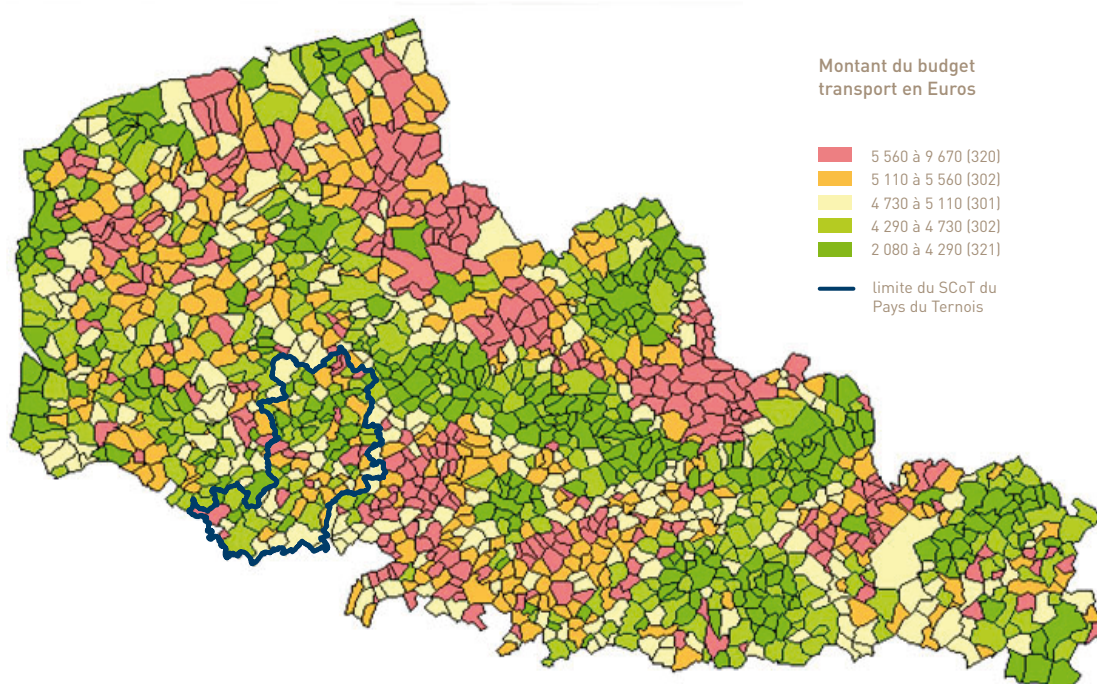 Montant du budget
transport en Euros
5 560 à 9 670 (320)
5 110 à 5 560 (302)
4 730 à 5 110 (301)
4 290 à 4 730 (302)
2 080 à 4 290 (321)
limite du SCoT du
Pays du Ternois